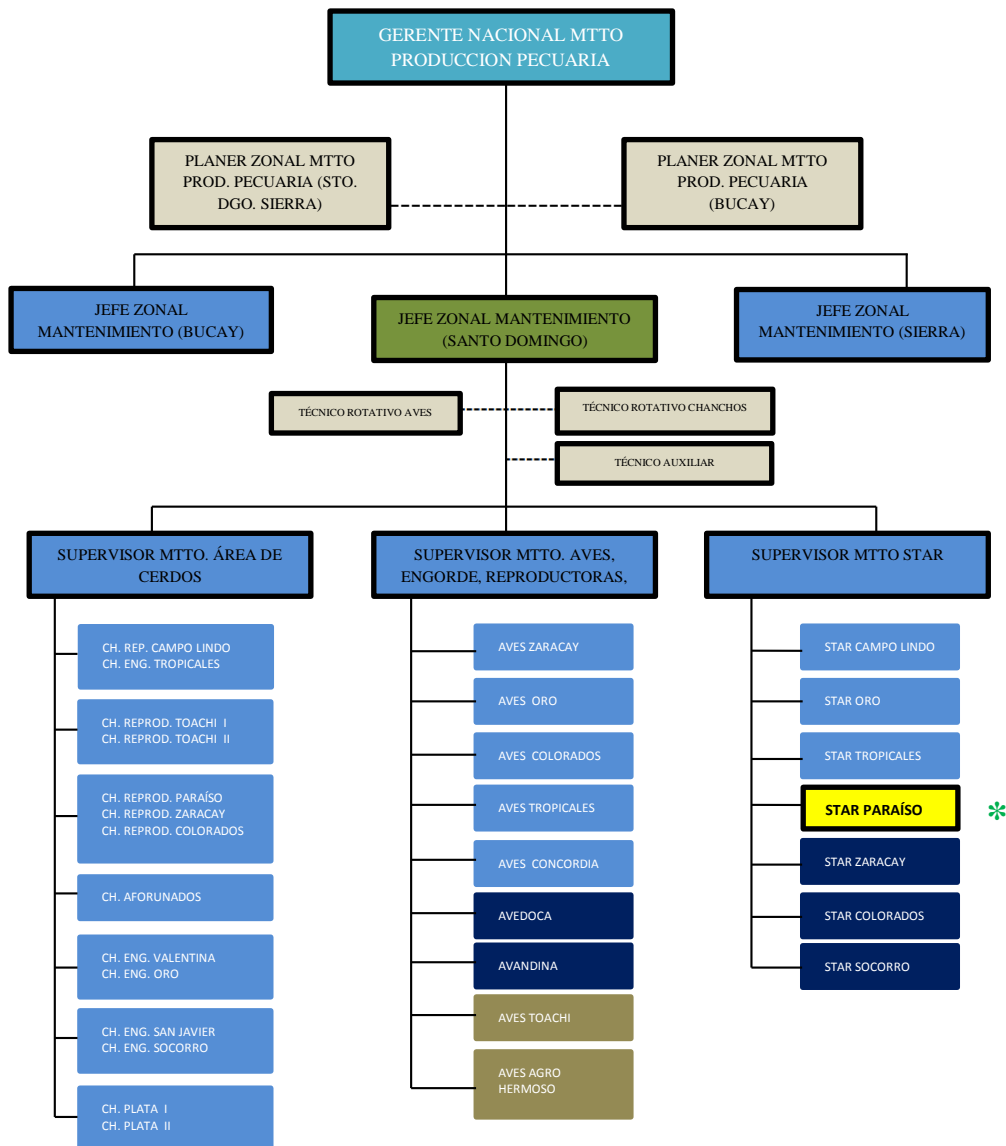 GERENTE NACIONAL MTTO
PRODUCCION PECUARIA
PLANER ZONAL MTTO
PROD. PECUARIA (STO.
DGO. SIERRA)
PLANER ZONAL MTTO
PROD. PECUARIA
(BUCAY)
JEFE ZONAL
MANTENIMIENTO (BUCAY)
JEFE ZONAL MANTENIMIENTO
(SANTO DOMINGO)
JEFE ZONAL
MANTENIMIENTO (SIERRA)
TÉCNICO ROTATIVO AVES
TÉCNICO ROTATIVO CHANCHOS
TÉCNICO AUXILIAR
SUPERVISOR MTTO. ÁREA DE
CERDOS
SUPERVISOR MTTO. AVES,
ENGORDE, REPRODUCTORAS,
SUPERVISOR MTTO STAR
CH. REP. CAMPO LINDO
CH. ENG. TROPICALES
CH. REPROD. TOACHI I
CH. REPROD. TOACHI II
CH. REPROD. PARAÍSO
CH. REPROD. ZARACAY
CH. REPROD. COLORADOS
CH. AFORUNADOS
CH. ENG. VALENTINA
CH. ENG. ORO
CH. ENG. SAN JAVIER
CH. ENG. SOCORRO
CH. PLATA I
CH. PLATA II
AVES ZARACAY
AVES ORO
AVES COLORADOS
AVES TROPICALES
AVES CONCORDIA
AVEDOCA
AVANDINA
AVES TOACHI
AVES AGRO
HERMOSO
STAR CAMPO LINDO
STAR ORO
STAR TROPICALES
STAR PARAÍSO *
STAR ZARACAY
STAR COLORADOS
STAR SOCORRO